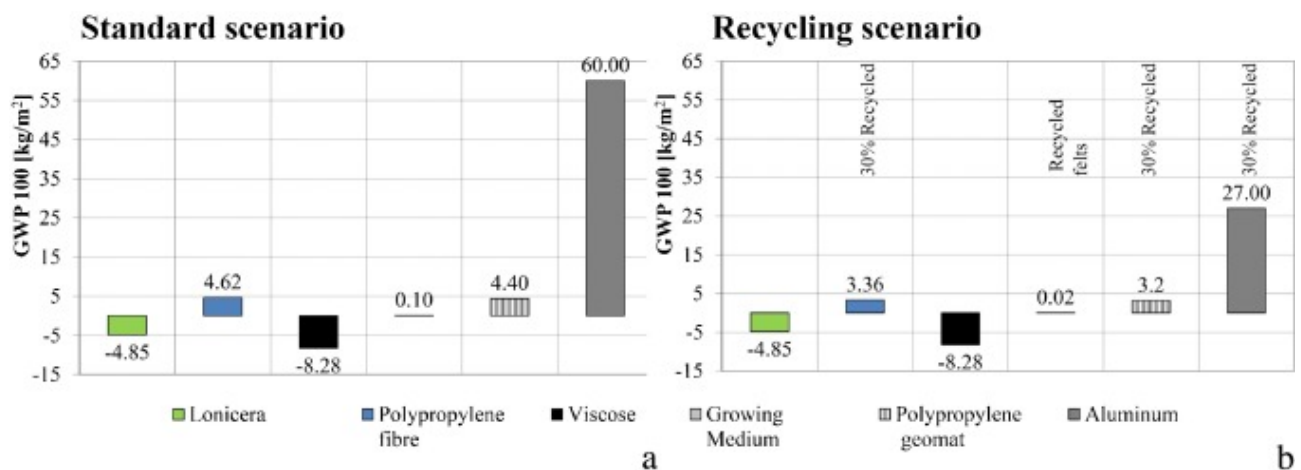 Standard scenario
GWP 100 [kg/m²]
65
55
45
35
25
15
5
-5
-15
-4.85
4.62
-8.28
0.10
4.40
60.00
Recycling scenario
GWP 100 [kg/m²]
65
55
45
35
25
15
5
-5
-15
30% Recycled
Recycled
felts
30% Recycled
30% Recycled
-4.85
3.36
-8.28
0.02
3.2
27.00
Lonicera
Polypropylene
fibre
Viscose
Growing
Medium
Polypropylene
geomat
Aluminum
a
b